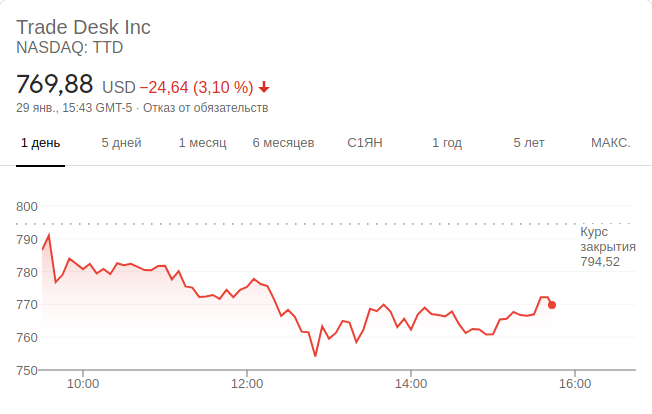 Trade Desk Inc
NASDAQ: TTD
769,88 USD −24,64 (3,10 %)
29 янв., 15:43 GMT-5 · Отказ от обязательств
1 день 5 дней 1 месяц 6 месяцев С1ЯН 1 год 5 лет МАКС.
800
790
780
770
760
750
Курс
закрытия
794,52
10:00 12:00 14:00 16:00